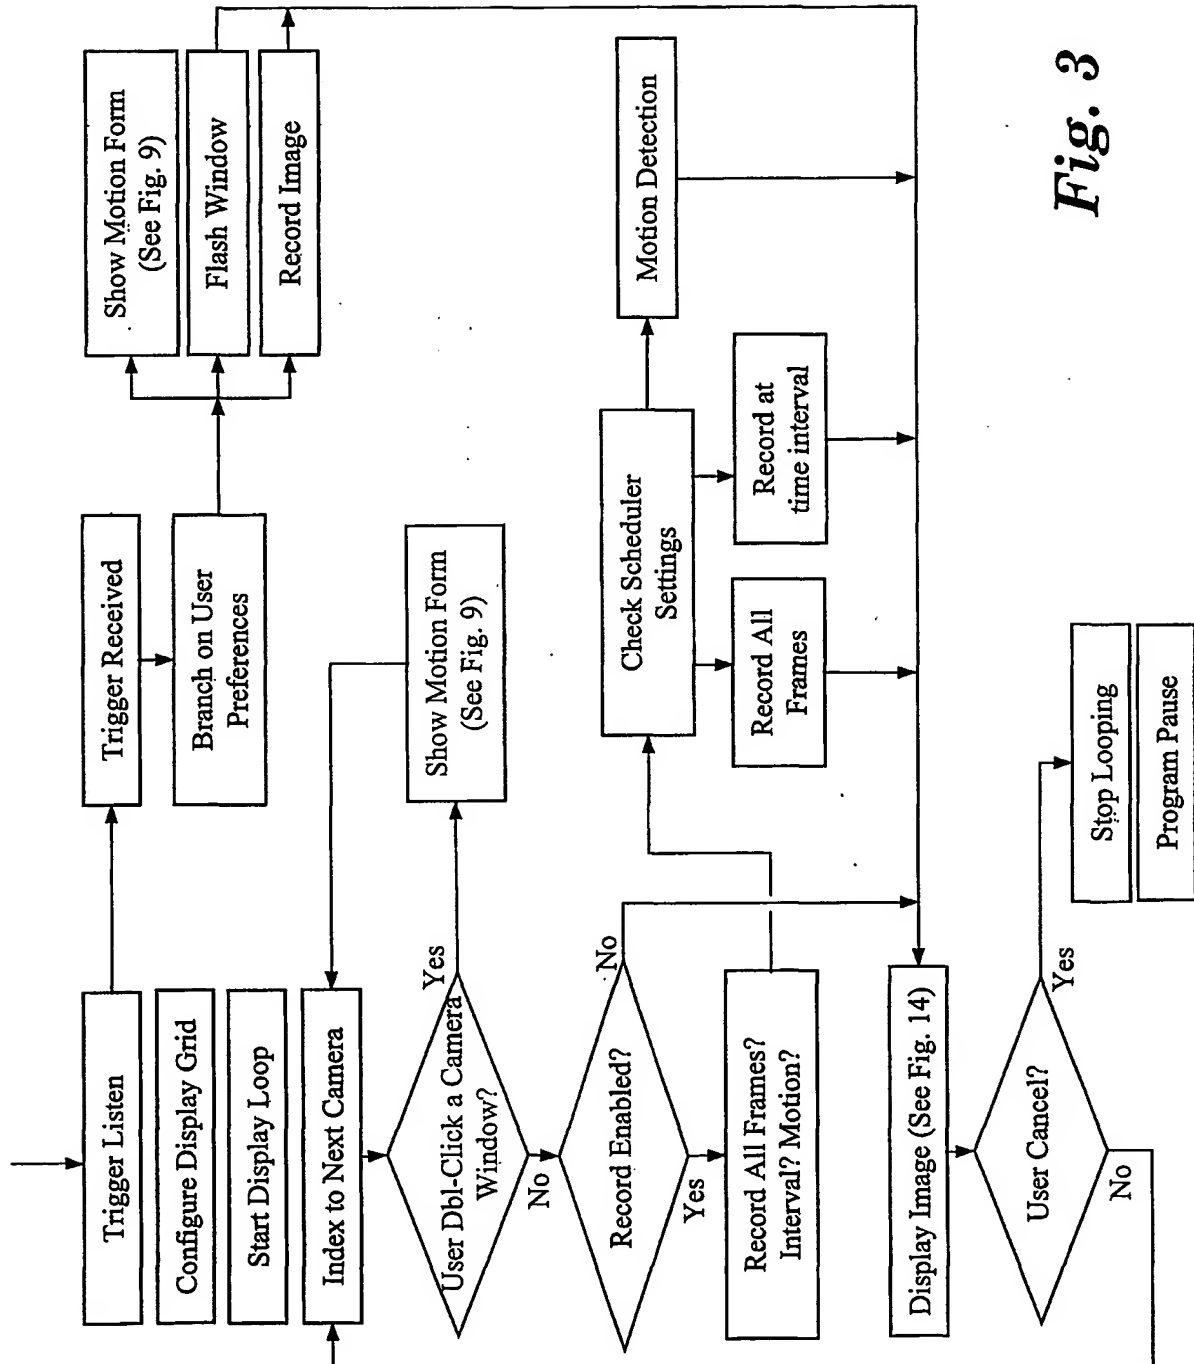 Trigger Listen
Configure Display Grid
Start Display Loop
Index to Next Camera
User Dbl-Click a Camera
Window?
Yes
No
Record Enabled?
No
Yes
Record All Frames?
Interval? Motion?
Display Image (See Fig. 14)
User Cancel?
Yes
No
Trigger Received
Branch on User
Preferences
Show Motion Form
(See Fig. 9)
Check Scheduler
Settings
Record All
Frames
Record at
time interval
Stop Looping
Program Pause
Show Motion Form
(See Fig. 9)
Flash Window
Record Image
Motion Detection
Fig. 3